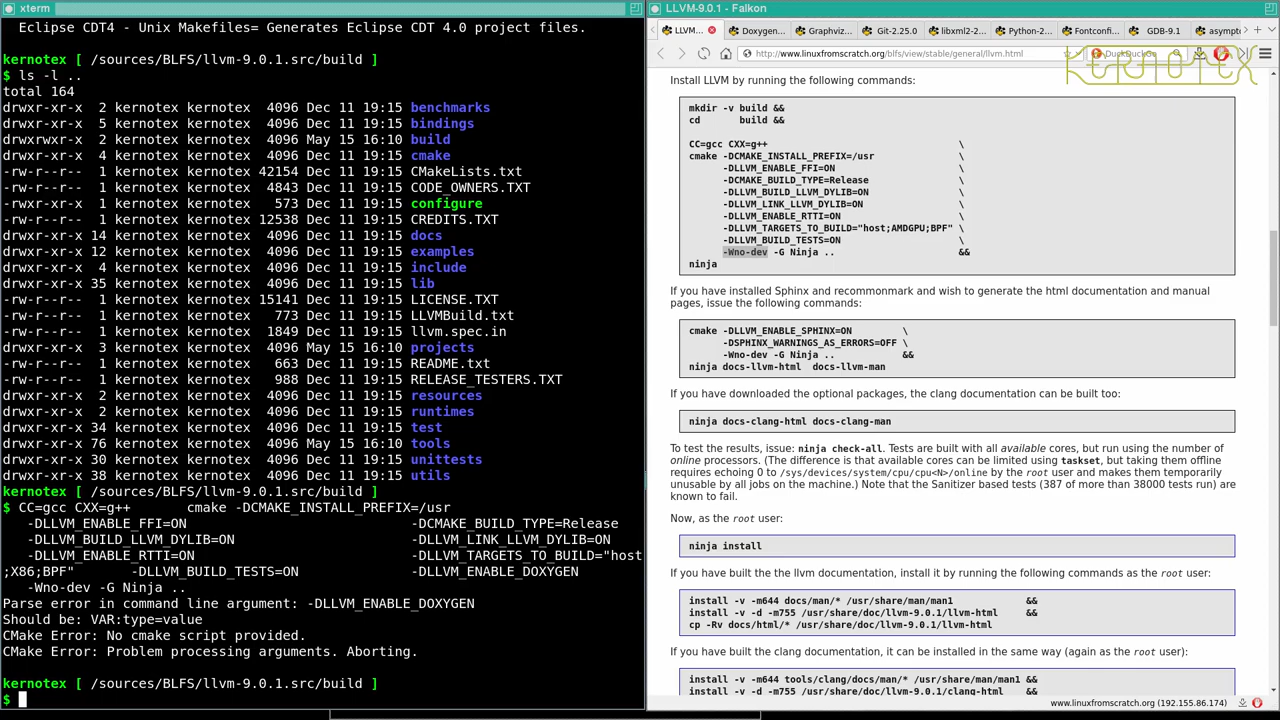 xterm
Eclipse CDT4 - Unix Makefiles= Generates Eclipse CDT 4.0 project files.
kernotex [ /sources/BLFS/llvm-9.0.1.src/build ]
$ ls -l ..
total 164
drwxr-xr-x  2 kernotex kernotex  4096 Dec 11 19:15 benchmarks
drwxr-xr-x  5 kernotex kernotex  4096 Dec 11 19:15 bindings
drwxrwxr-x  2 kernotex kernotex  4096 May 15 16:10 build
drwxr-xr-x  4 kernotex kernotex  4096 Dec 11 19:15 cmake
-rw-r--r--  1 kernotex kernotex 42154 Dec 11 19:15 CMakeLists.txt
-rw-r--r--  1 kernotex kernotex  4843 Dec 11 19:15 CODE_OWNERS.TXT
-rwxr-xr-x  1 kernotex kernotex   573 Dec 11 19:15 configure
-rw-r--r--  1 kernotex kernotex 12538 Dec 11 19:15 CREDITS.TXT
drwxr-xr-x 14 kernotex kernotex  4096 Dec 11 19:15 docs
drwxr-xr-x 11 kernotex kernotex  4096 Dec 11 19:15 examples
drwxr-xr-x  4 kernotex kernotex  4096 Dec 11 19:15 include
drwxr-xr-x 35 kernotex kernotex  4096 Dec 11 19:15 lib
-rw-r--r--  1 kernotex kernotex 15141 Dec 11 19:15 LICENSE.TXT
-rw-r--r--  1 kernotex kernotex   773 Dec 11 19:15 LLVMBuild.txt
-rw-r--r--  1 kernotex kernotex  1849 Dec 11 19:15 llvm.spec.in
drwxr-xr-x  3 kernotex kernotex  4096 May 15 16:10 projects
-rw-r--r--  1 kernotex kernotex   663 Dec 11 19:15 README.txt
-rw-r--r--  1 kernotex kernotex   988 Dec 11 19:15 RELEASE_TESTERS.TXT
drwxr-xr-x  2 kernotex kernotex  4096 Dec 11 19:15 resources
drwxr-xr-x  2 kernotex kernotex  4096 Dec 11 19:15 runtimes
drwxr-xr-x 34 kernotex kernotex  4096 Dec 11 19:15 test
drwxr-xr-x 76 kernotex kernotex  4096 May 15 16:10 tools
drwxr-xr-x 30 kernotex kernotex  4096 Dec 11 19:15 unittests
drwxr-xr-x 38 kernotex kernotex  4096 Dec 11 19:15 utils
kernotex [ /sources/BLFS/llvm-9.0.1.src/build ]
$ CC=gcc CXX=g++       cmake -DCMAKE_INSTALL_PREFIX=/usr
-DLLVM_ENABLE_FFI=ON                            -DCMAKE_BUILD_TYPE=Release
-DLLVM_BUILD_LLVM_DYLIB=ON                      -DLLVM_LINK_LLVM_DYLIB=ON
-DLLVM_ENABLE_RTTI=ON                           -DLLVM_TARGETS_TO_BUILD="host
;X86;BPF"       -DLLVM_BUILD_TESTS=ON              -DLLVM_ENABLE_DOXYGEN
-Wno-dev -G Ninja ..
Parse error in command line argument: -DLLVM_ENABLE_DOXYGEN
Should be: VAR:type=value
CMake Error: No cmake script provided.
CMake Error: Problem processing arguments. Aborting.
kernotex [ /sources/BLFS/llvm-9.0.1.src/build ]
$
LLVM-9.0.1 - Falkon
LLVM-... Doxygen... Graphviz... Git-2.25.0 libxml2-2... Python-2... Fontconfi... GDB-9.1 asympto
http://www.linuxfromscratch.org/blfs/view/stable/general/llvm.html DuckDuckGo
KERNOTEX
Install LLVM by running the following commands:
mkdir -v build &&
cd       build &&
CC=gcc CXX=g++                                  \
cmake -DCMAKE_INSTALL_PREFIX=/usr               \
-DLLVM_ENABLE_FFI=ON                      \
-DCMAKE_BUILD_TYPE=Release                \
-DLLVM_BUILD_LLVM_DYLIB=ON                \
-DLLVM_LINK_LLVM_DYLIB=ON                 \
-DLLVM_ENABLE_RTTI=ON                     \
-DLLVM_TARGETS_TO_BUILD="host;AMDGPU;BPF" \
-DLLVM_BUILD_TESTS=ON                     \
-Wno-dev -G Ninja ..                      &&
ninja
If you have installed Sphinx and recommonmark and wish to generate the html documentation and manual
pages, issue the following commands:
cmake -DLLVM_ENABLE_SPHINX=ON         \
-DSPHINX_WARNINGS_AS_ERRORS=OFF \
-Wno-dev -G Ninja ..            &&
ninja docs-llvm-html  docs-llvm-man
If you have downloaded the optional packages, the clang documentation can be built too:
ninja docs-clang-html docs-clang-man
To test the results, issue: ninja check-all. Tests are built with all available cores, but run using the number of
online processors. (The difference is that available cores can be limited using taskset, but taking them offline
requires echoing 0 to /sys/devices/system/cpu/cpu<N>/online by the root user and makes them temporarily
unusable by all jobs on the machine.) Note that the Sanitizer based tests (387 of more than 38000 tests run) are
known to fail.
Now, as the root user:
ninja install
If you have built the the llvm documentation, install it by running the following commands as the root user:
install -v -m644 docs/man/* /usr/share/man/man1             &&
install -v -d -m755 /usr/share/doc/llvm-9.0.1/llvm-html     &&
cp -Rv docs/html/* /usr/share/doc/llvm-9.0.1/llvm-html
If you have built the clang documentation, it can be installed in the same way (again as the root user):
install -v -m644 tools/clang/docs/man/* /usr/share/man/man1 &&
install -v -d -m755 /usr/share/doc/llvm-9.0.1/clang-html    &&
www.linuxfromscratch.org (192.155.86.174)